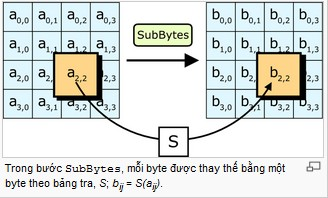 a0,0 a0,1 a0,2 a0,3
a1,0 a1,1 a1,2 a1,3
a2,0 a2,1 a2,2 a2,3
a3,0 a3,1 a3,2 a3,3
SubBytes
b0,0 b0,1 b0,2 b0,3
b1,0 b1,1 b1,2 b1,3
b2,0 b2,1 b2,2 b2,3
b3,0 b3,1 b3,2 b3,3
S
Trong bước SubBytes, mỗi byte được thay thế bằng một
byte theo bảng tra, S; bij = S(aij).